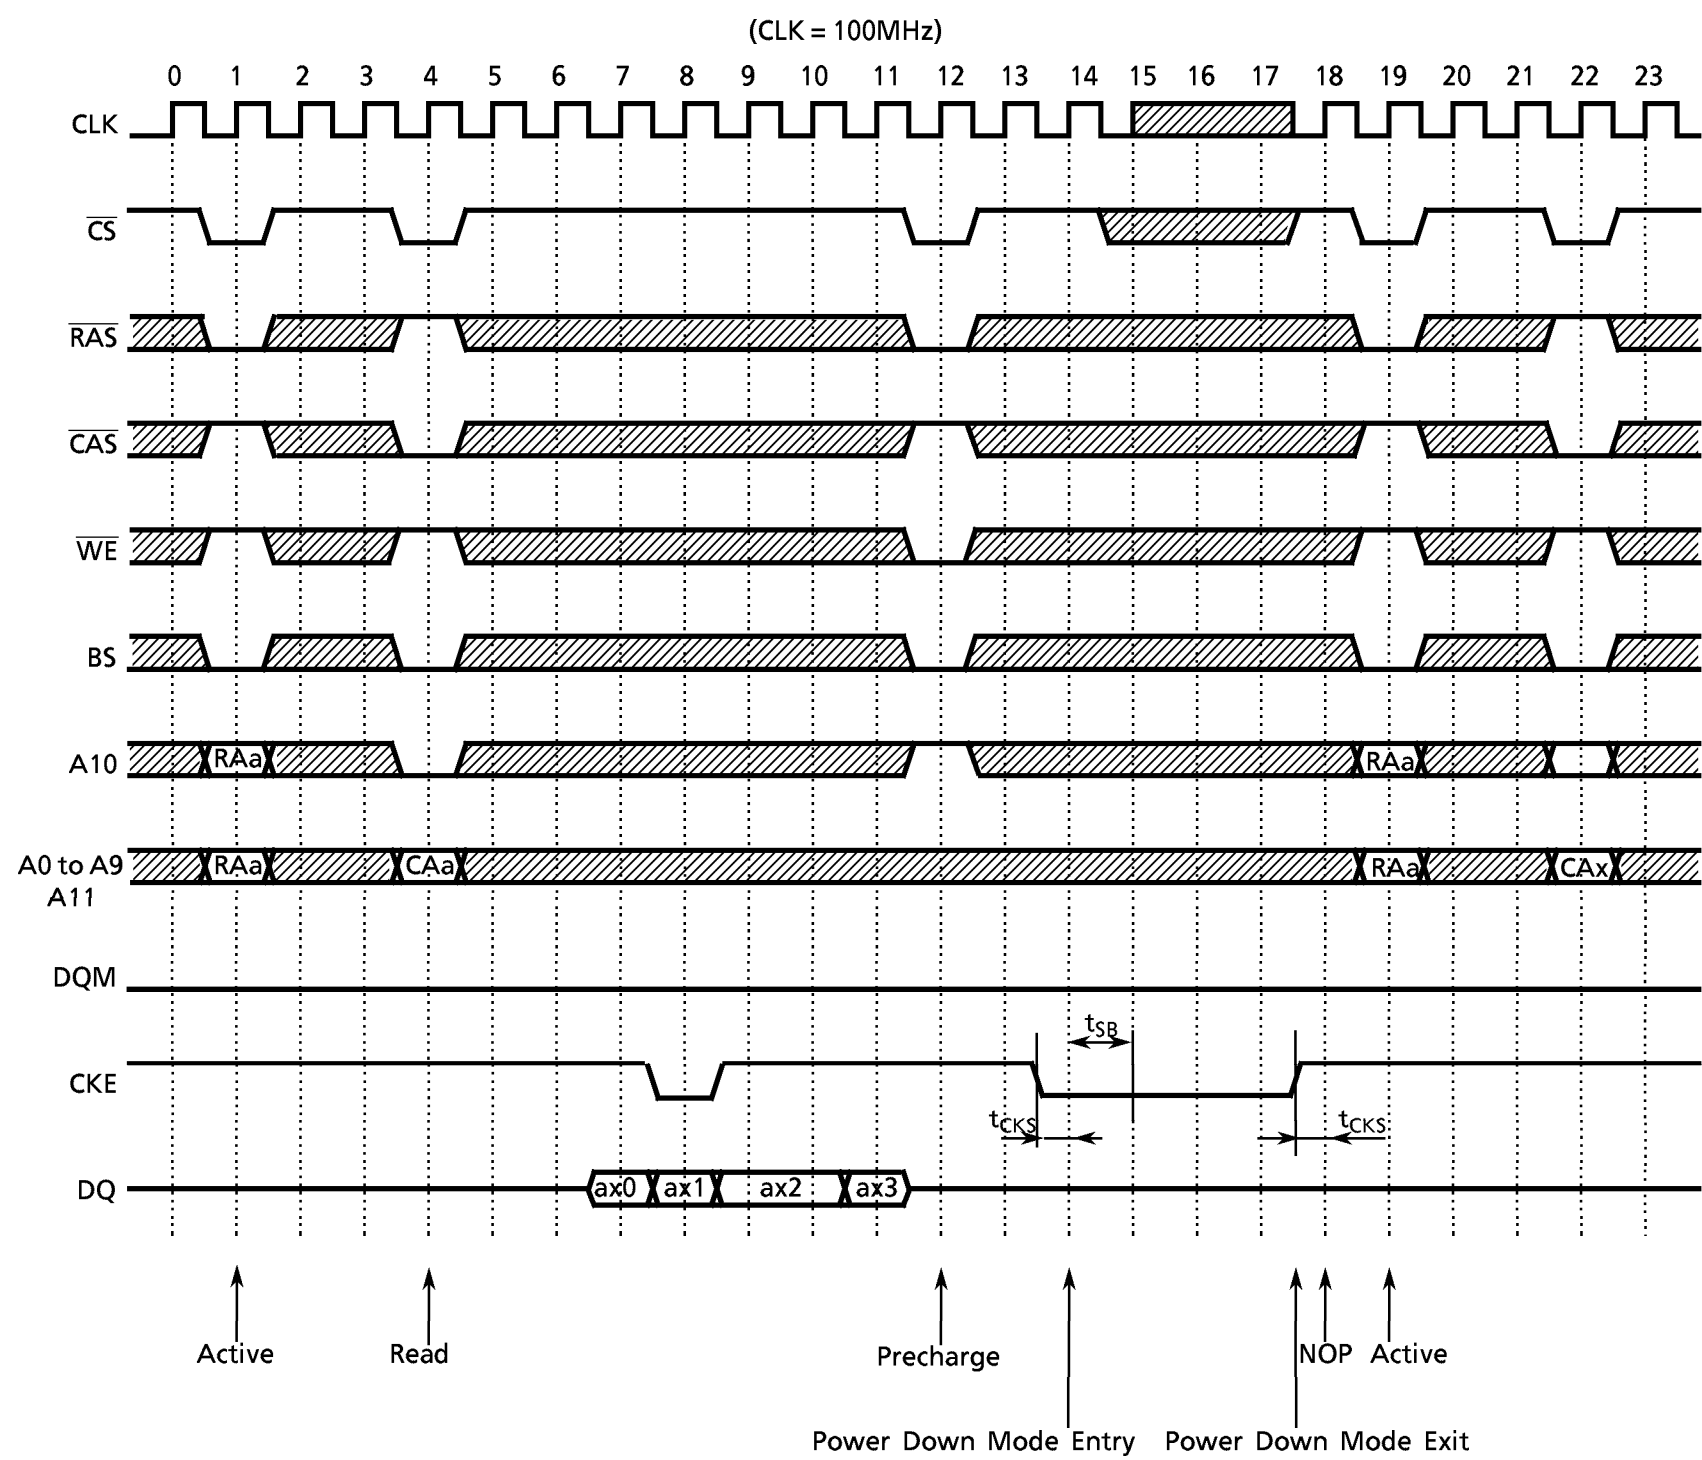 (CLK = 100MHz)
0 1 2 3 4 5 6 7 8 9 10 11 12 13 14 15 16 17 18 19 20 21 22 23
CLK
CS
RAS
CAS
WE
BS
A10 RAa RAa
A0 to A9 RAa CAa RAa CAx
A11
DQM
tSB
CKE
tCKS tCKS
DQ ax0 ax1 ax2 ax3
Active Read Precharge NOP Active
Power Down Mode Entry Power Down Mode Exit